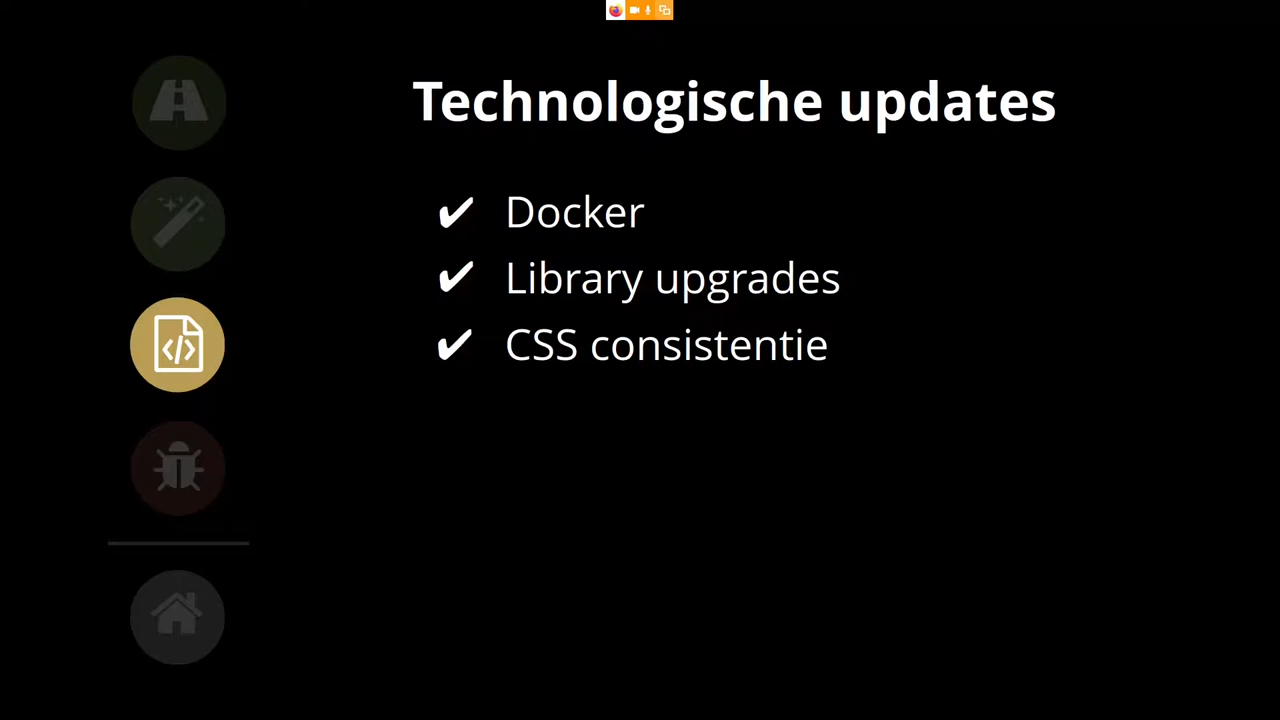 Technologische updates
✔ Docker
✔ Library upgrades
✔ CSS consistentie